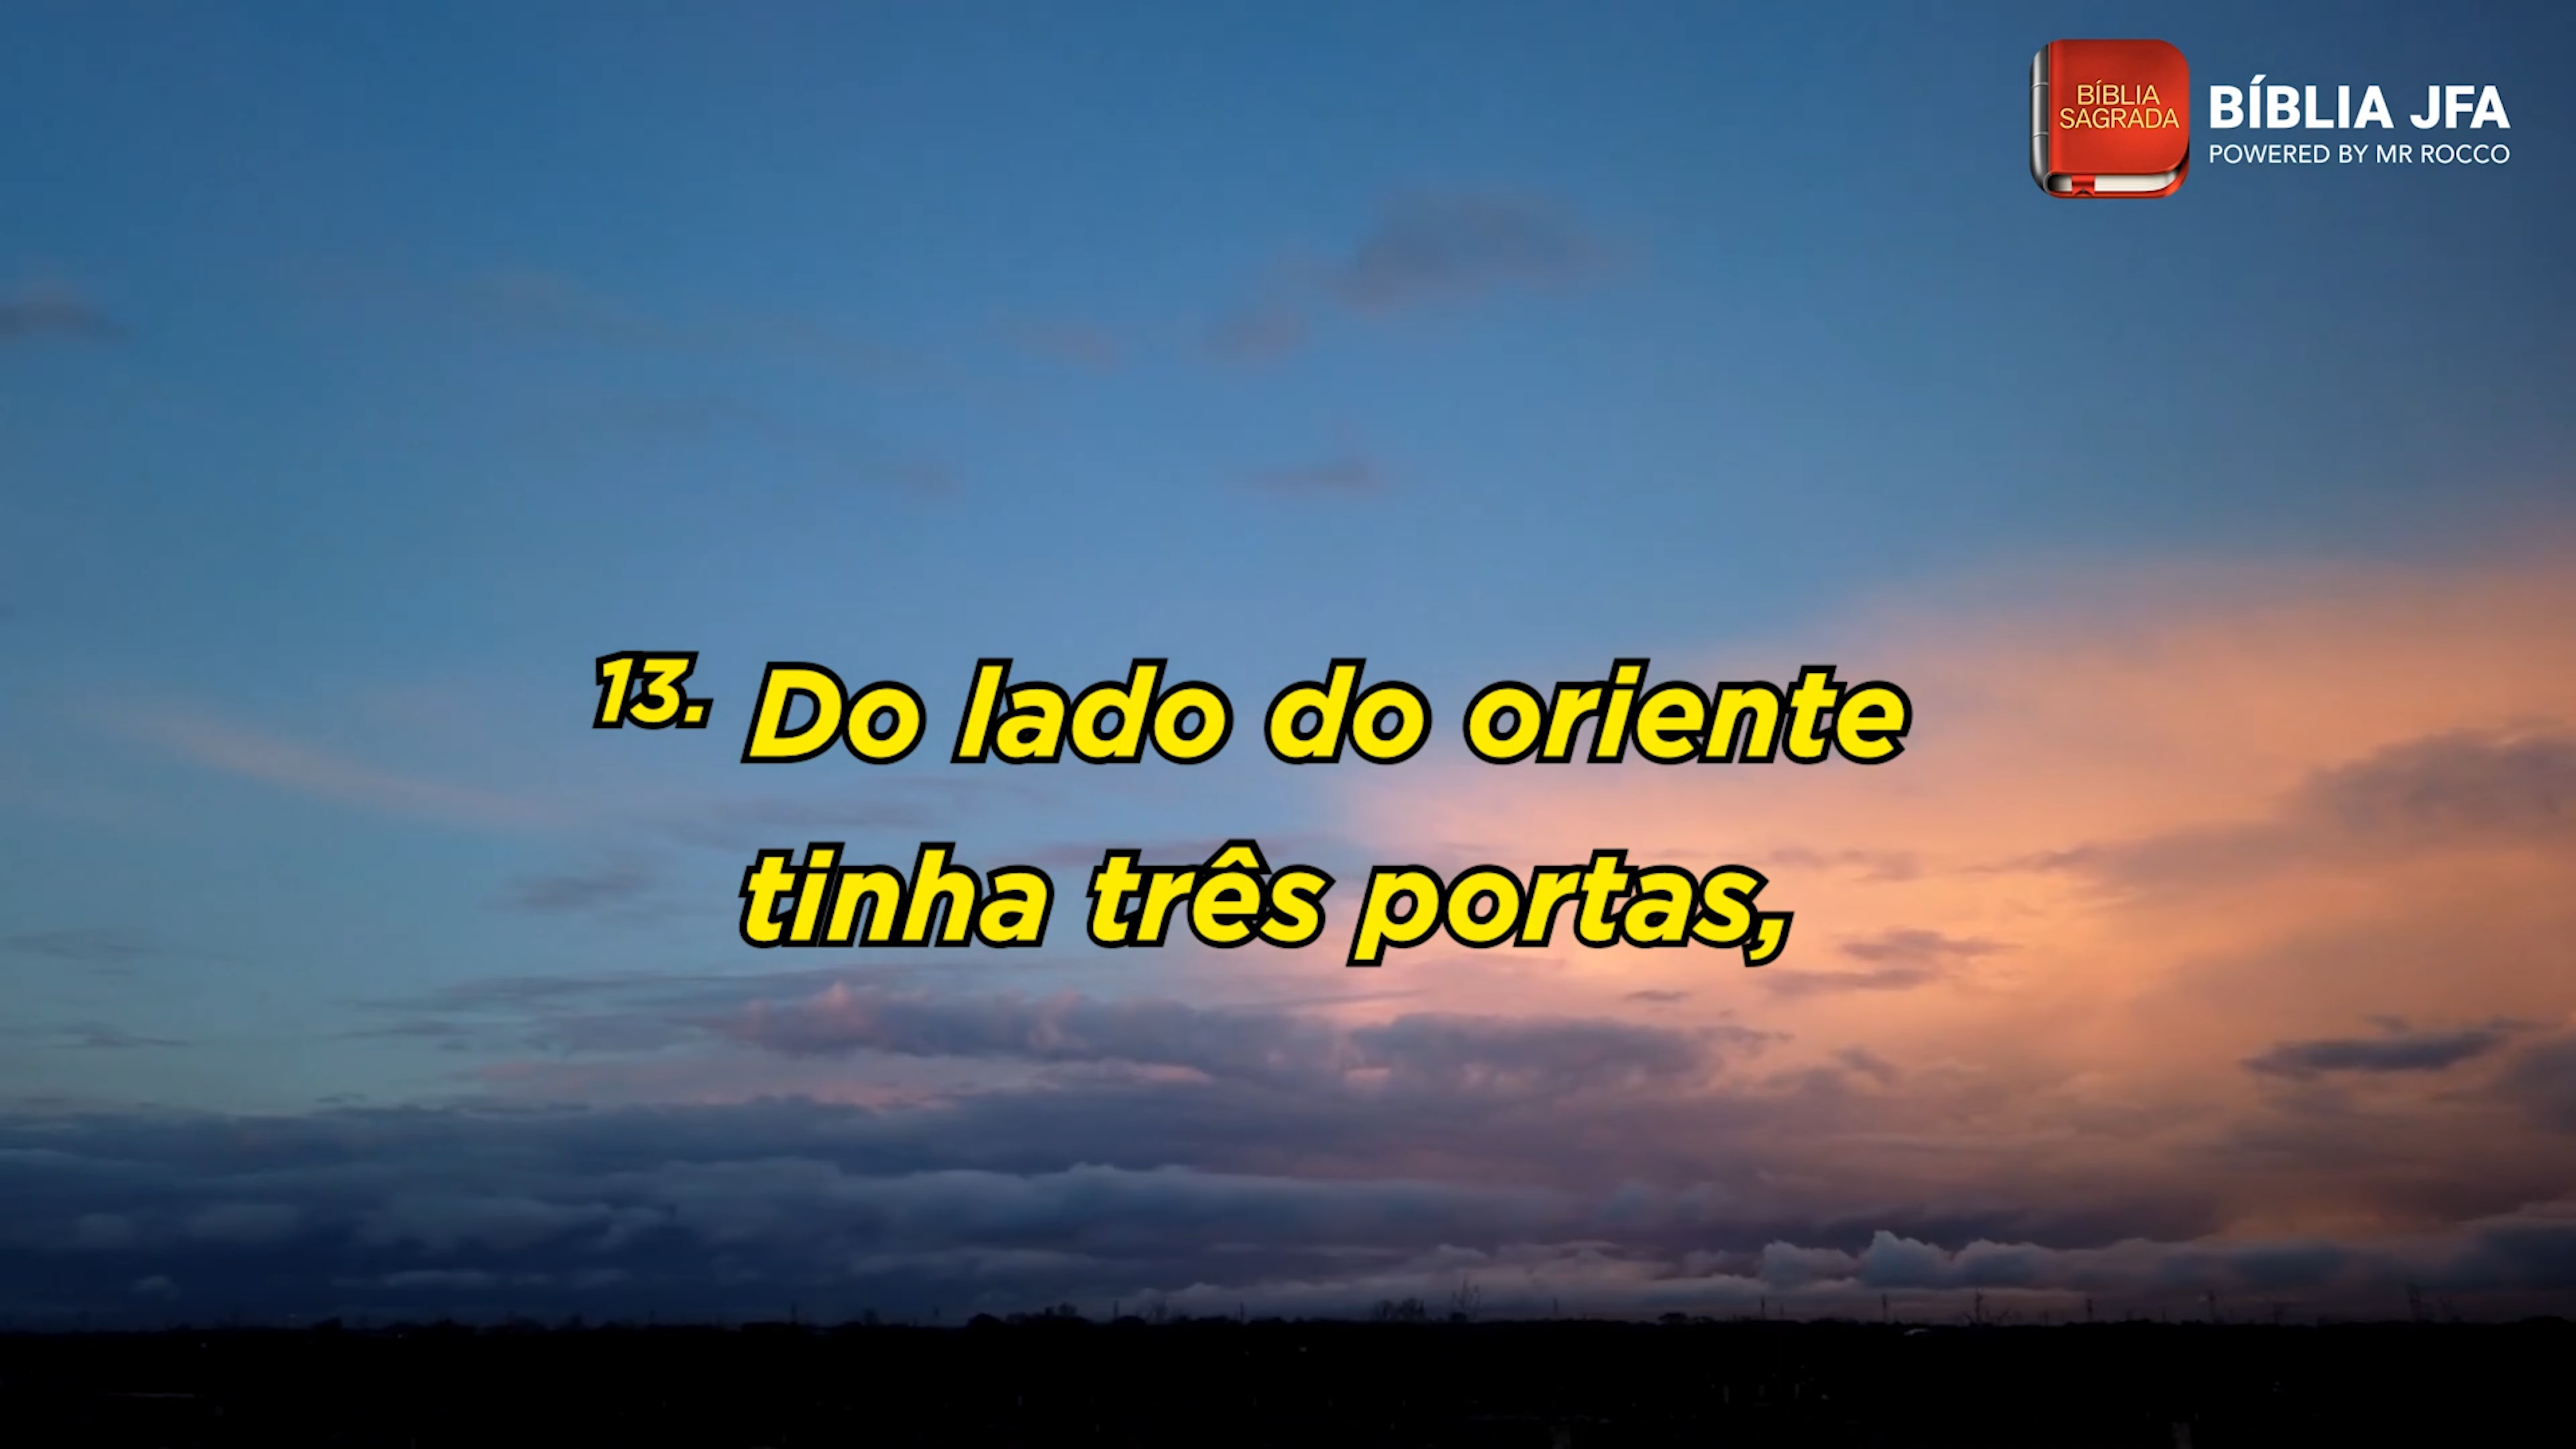 BÍBLIA
SAGRADA
BÍBLIA JFA
POWERED BY MR ROCCO
13. Do lado do oriente
tinha três portas,